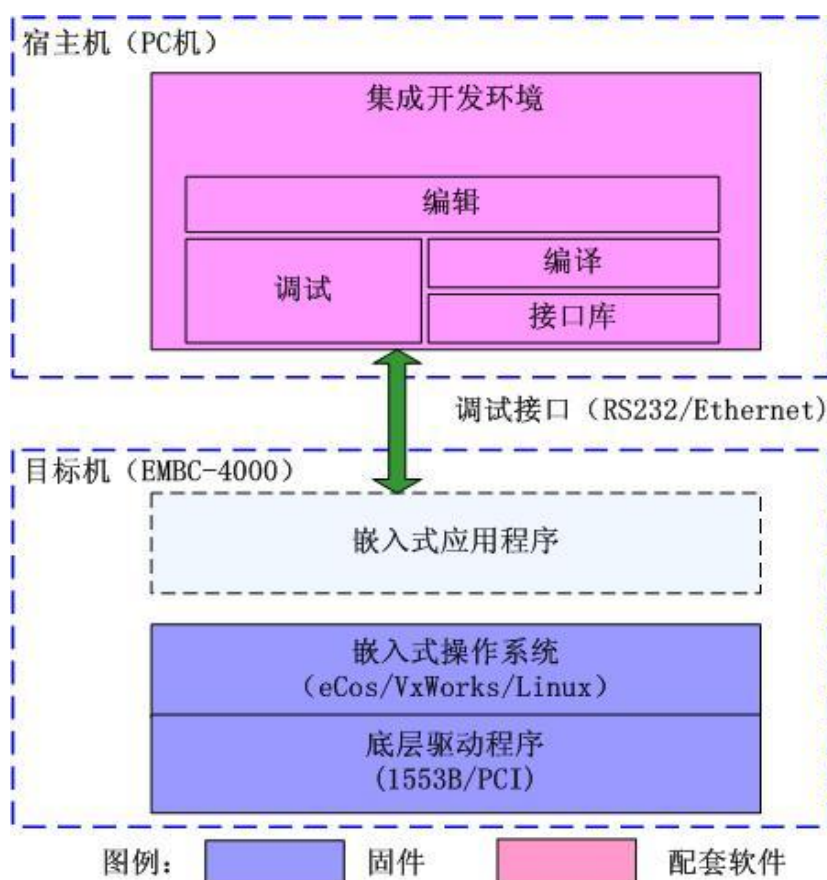 宿主机（PC机）
集成开发环境
编辑
调试
编译
接口库
调试接口（RS232/Ethernet)
目标机（EMBC-4000）
嵌入式应用程序
嵌入式操作系统
（eCos/VxWorks/Linux）
底层驱动程序
(1553B/PCI)
图例：
固件
配套软件